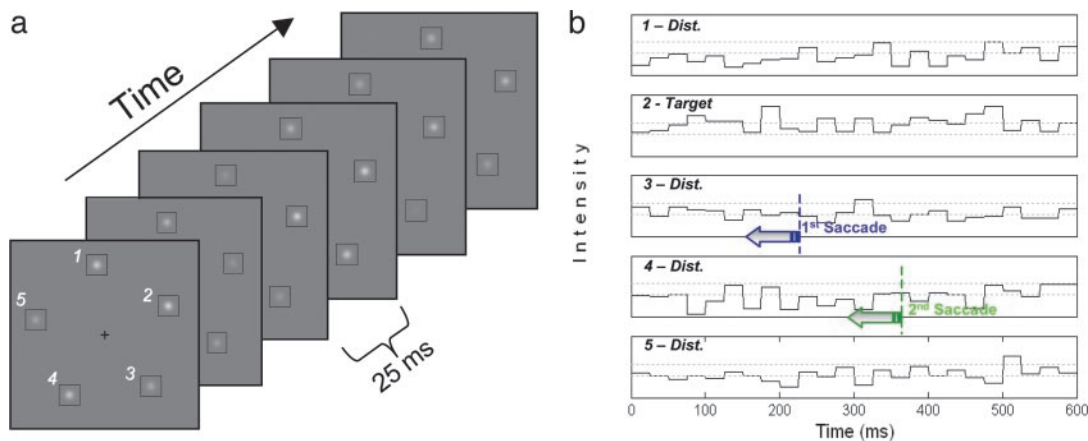 a
Time
1
2
3
4
5
25 ms
b
Intensity
1 – Dist.
2 - Target
3 – Dist.
1st Saccade
4 – Dist.
2nd Saccade
5 – Dist.
0 100 200 300 400 500 600
Time (ms)